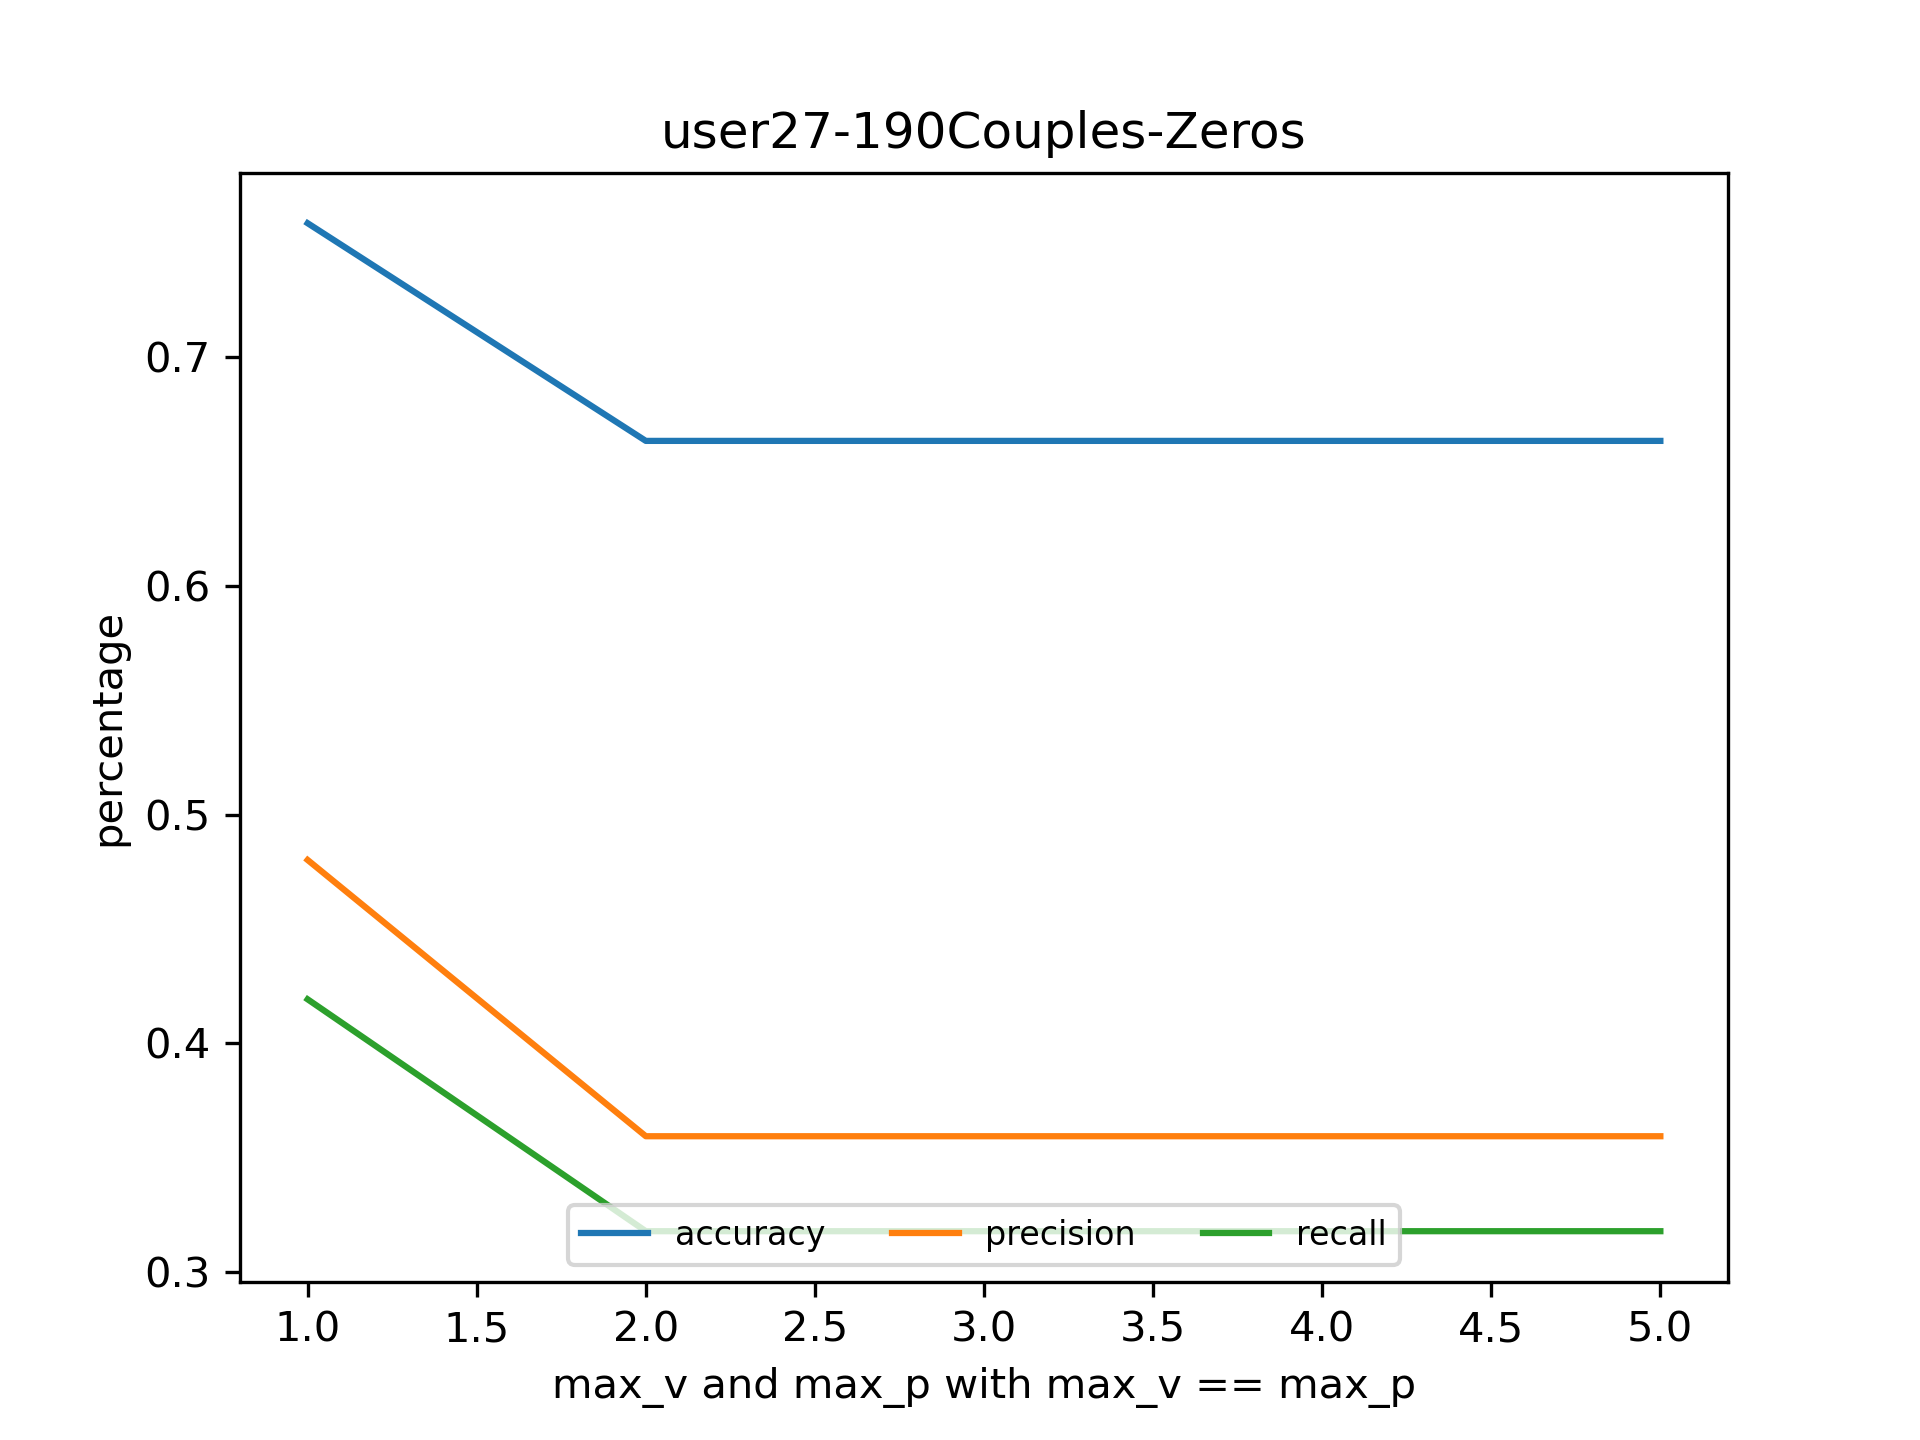 user27-190Couples-Zeros
percentage
0.7
0.6
0.5
0.4
0.3
accuracy precision recall
1.0 1.5 2.0 2.5 3.0 3.5 4.0 4.5 5.0
max_v and max_p with max_v == max_p